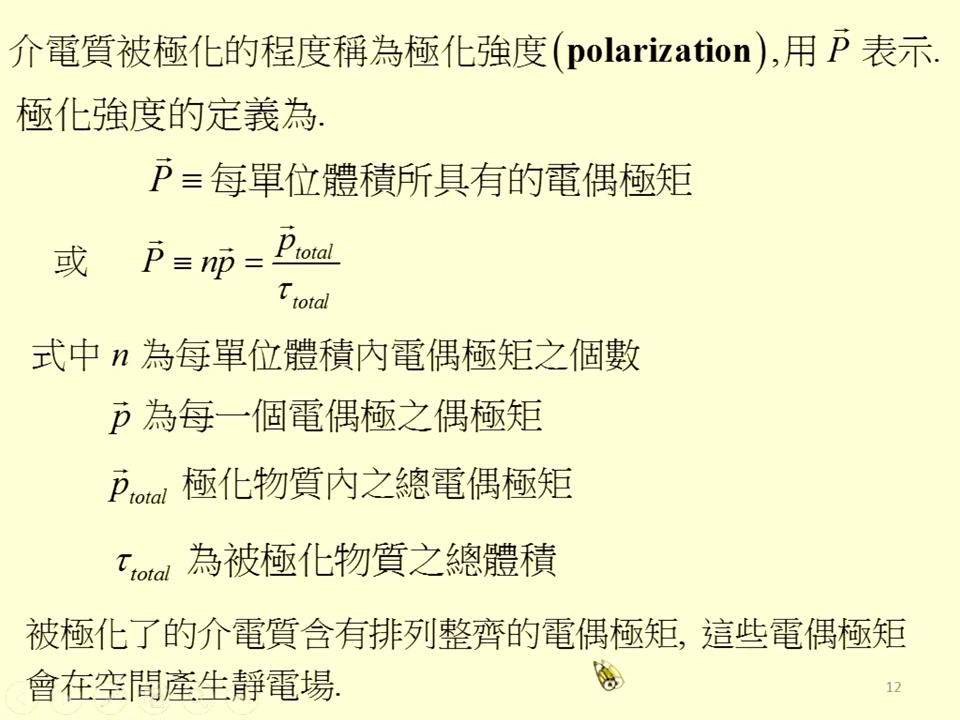 介電質被極化的程度稱為極化強度(polarization),用 P⃗ 表示.
極化強度的定義為.
P⃗ ≡ 每單位體積所具有的電偶極矩
或 P⃗ ≡ np⃗ = p⃗_total / τ_total
式中 n 為每單位體積內電偶極矩之個數
p⃗ 為每一個電偶極之偶極矩
p⃗_total 極化物質內之總電偶極矩
τ_total 為被極化物質之總體積
被極化了的介電質含有排列整齊的電偶極矩, 這些電偶極矩
會在空間產生靜電場.
12